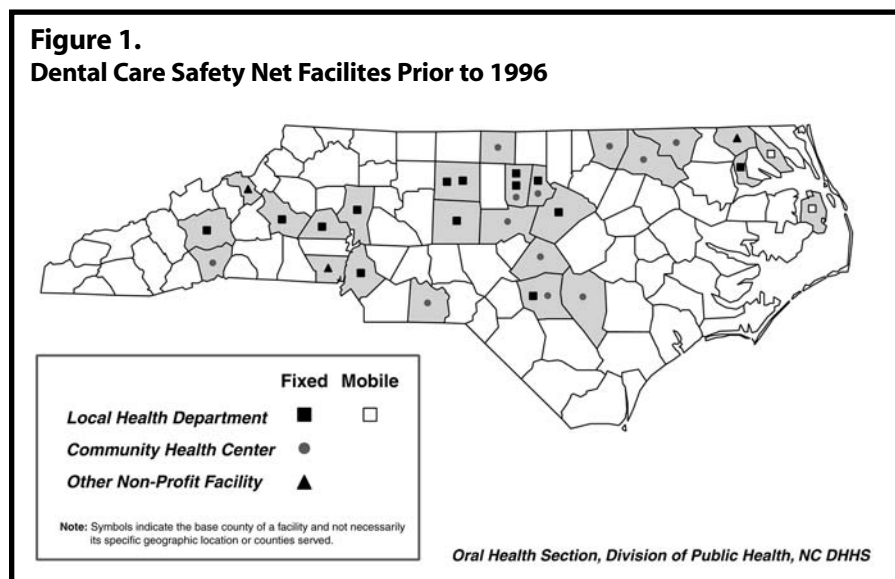 Figure 1.
Dental Care Safety Net Facilites Prior to 1996
Fixed Mobile
Local Health Department
Community Health Center
Other Non-Profit Facility
Note: Symbols indicate the base county of a facility and not necessarily
its specific geographic location or counties served.
Oral Health Section, Division of Public Health, NC DHHS